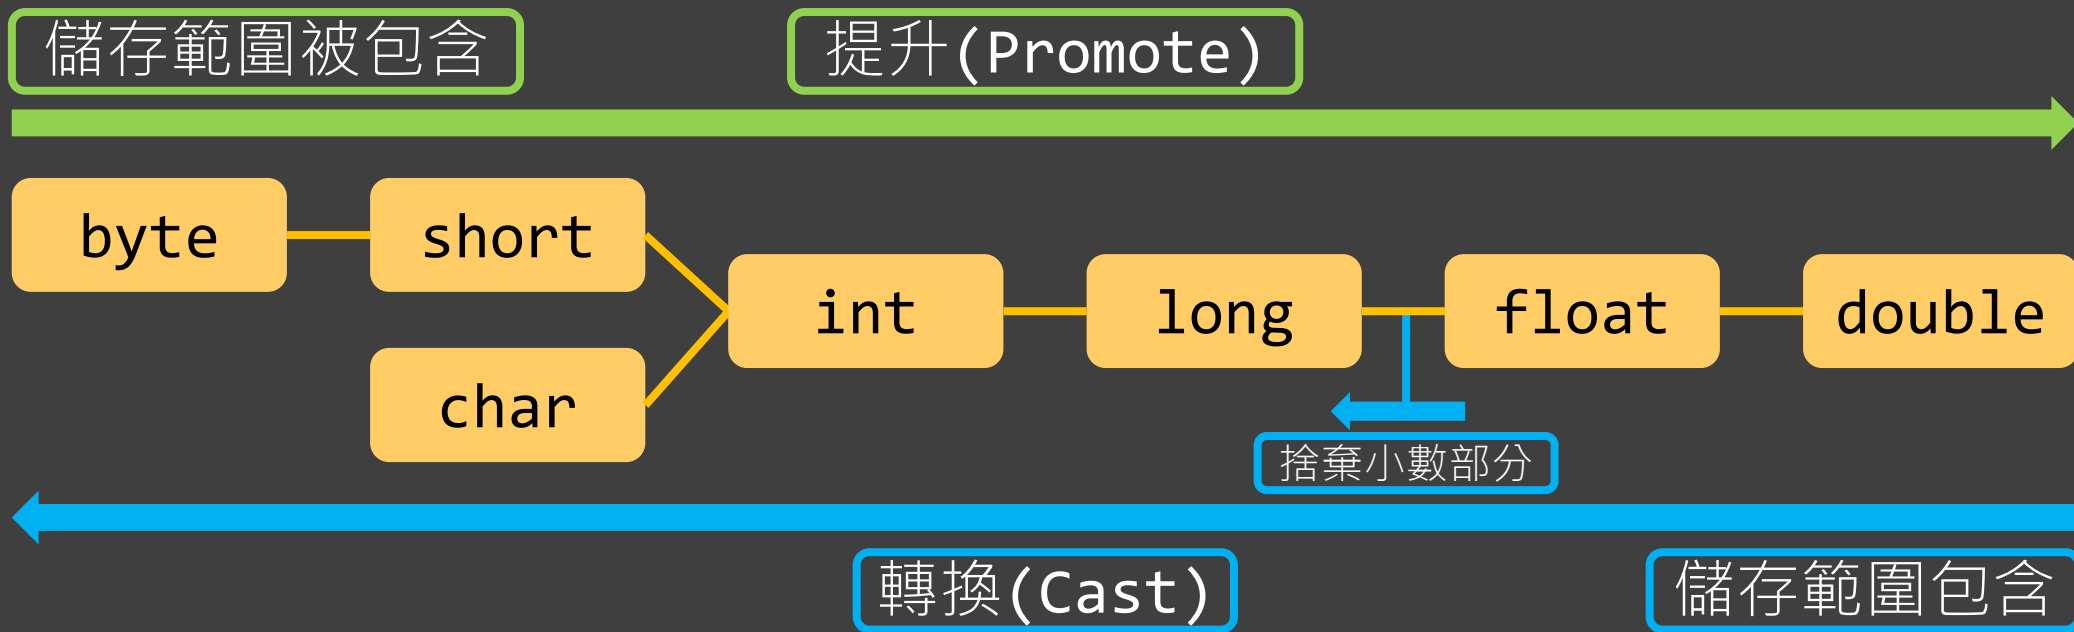 儲存範圍被包含
提升(Promote)
byte
short
char
int
long
float
double
捨棄小數部分
轉換(Cast)
儲存範圍包含